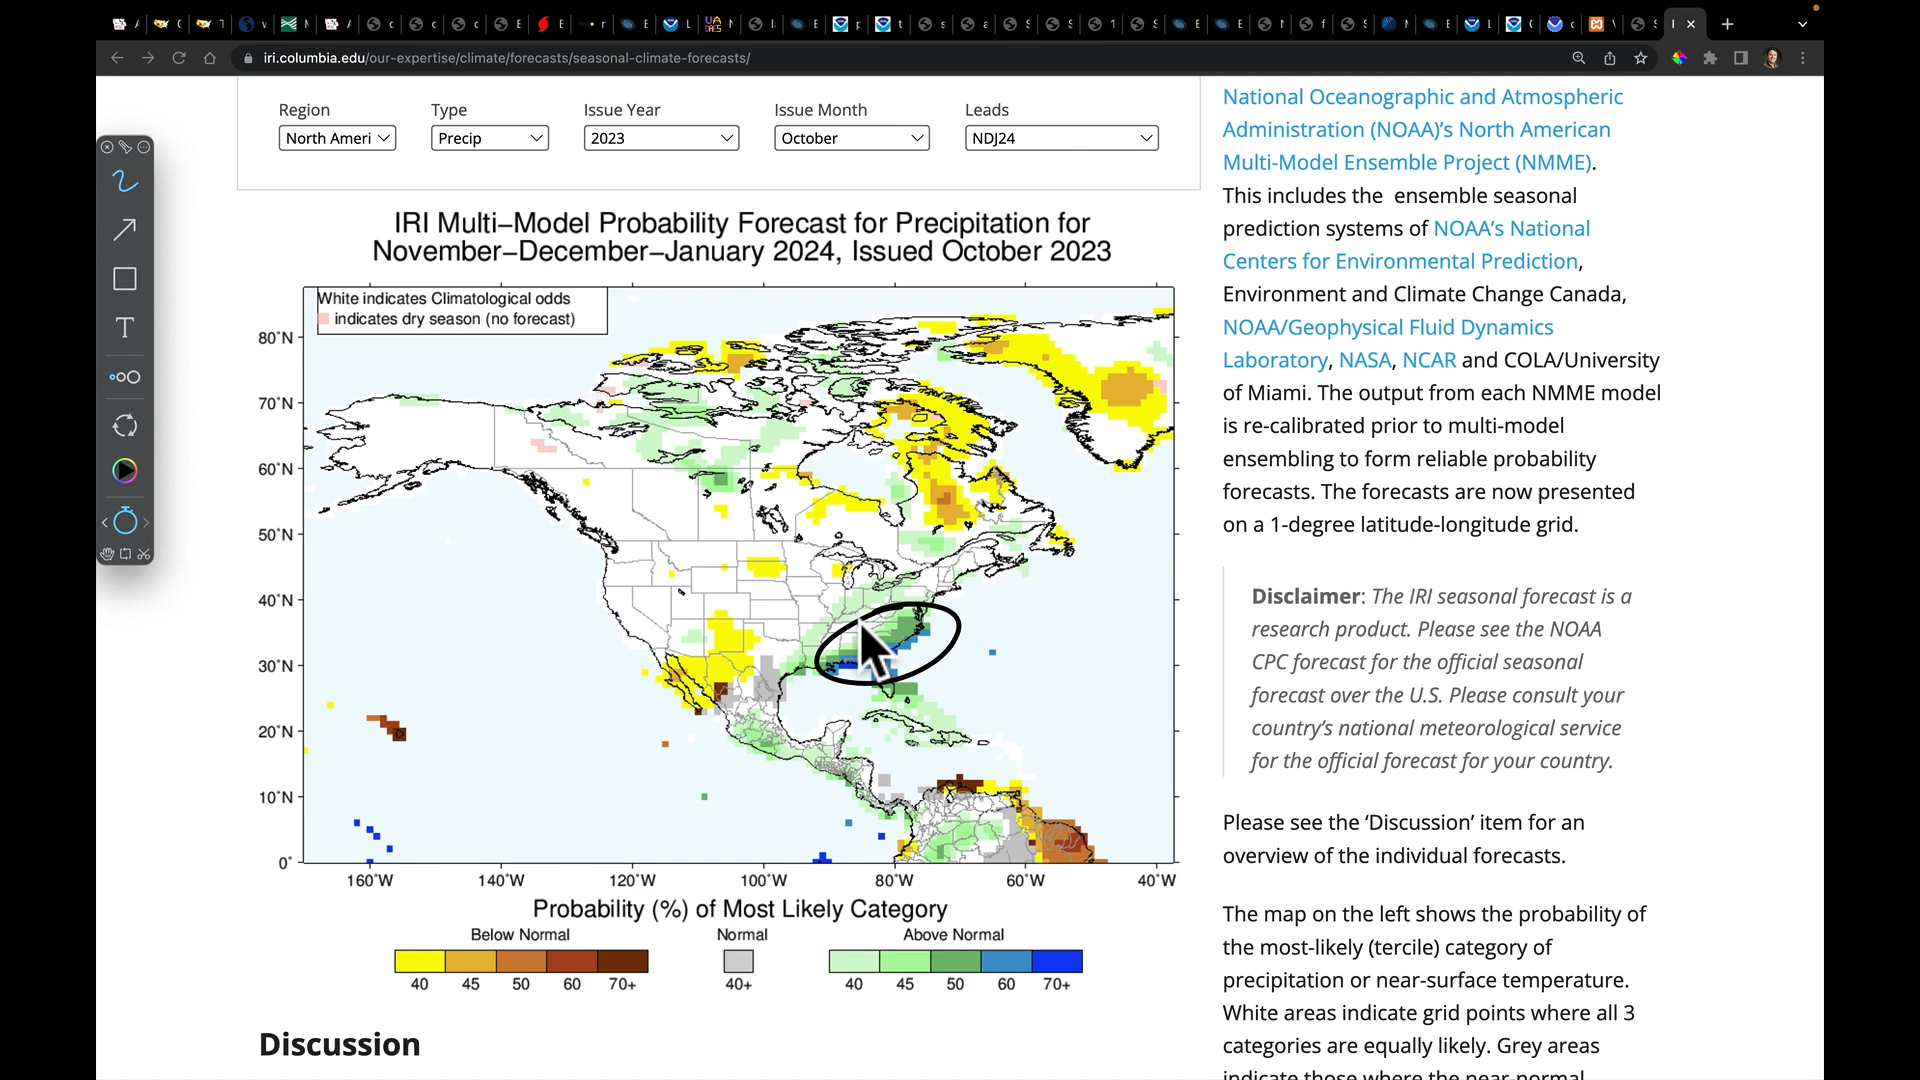 iri.columbia.edu/our-expertise/climate/forecasts/seasonal-climate-forecasts/
Region
Type
Issue Year
Issue Month
Leads
North Ameri
Precip
2023
October
NDJ24
IRI Multi–Model Probability Forecast for Precipitation for
November–December–January 2024, Issued October 2023
White indicates Climatological odds
indicates dry season (no forecast)
80°N
70°N
60°N
50°N
40°N
30°N
20°N
10°N
0°
160°W
140°W
120°W
100°W
80°W
60°W
40°W
Probability (%) of Most Likely Category
Below Normal
Normal
Above Normal
40
45
50
60
70+
40+
40
45
50
60
70+
Discussion
National Oceanographic and Atmospheric
Administration (NOAA)'s North American
Multi-Model Ensemble Project (NMME).
This includes the ensemble seasonal
prediction systems of NOAA's National
Centers for Environmental Prediction,
Environment and Climate Change Canada,
NOAA/Geophysical Fluid Dynamics
Laboratory, NASA, NCAR and COLA/University
of Miami. The output from each NMME model
is re-calibrated prior to multi-model
ensembling to form reliable probability
forecasts. The forecasts are now presented
on a 1-degree latitude-longitude grid.
Disclaimer: The IRI seasonal forecast is a
research product. Please see the NOAA
CPC forecast for the official seasonal
forecast over the U.S. Please consult your
country's national meteorological service
for the official forecast for your country.
Please see the 'Discussion' item for an
overview of the individual forecasts.
The map on the left shows the probability of
the most-likely (tercile) category of
precipitation or near-surface temperature.
White areas indicate grid points where all 3
categories are equally likely. Grey areas
indicate those where the near-normal